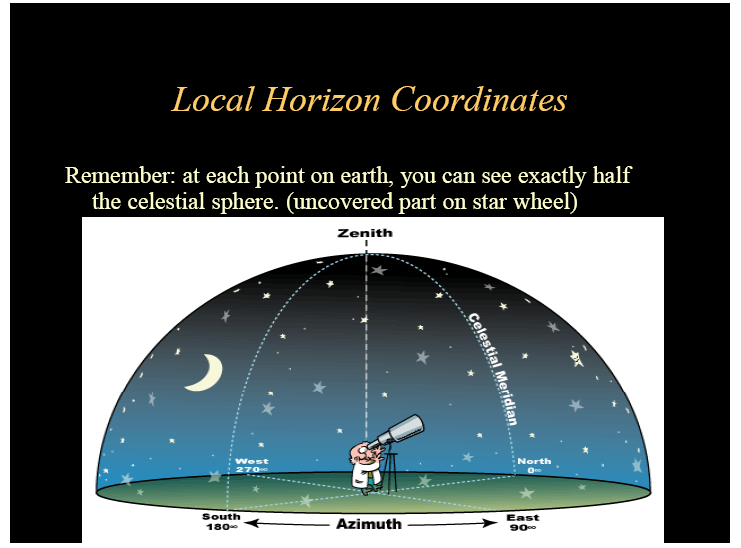 Local Horizon Coordinates
Remember: at each point on earth, you can see exactly half
the celestial sphere. (uncovered part on star wheel)
Zenith
Celestial Meridian
West
270∞
North
0∞
South
180∞
Azimuth
East
90∞